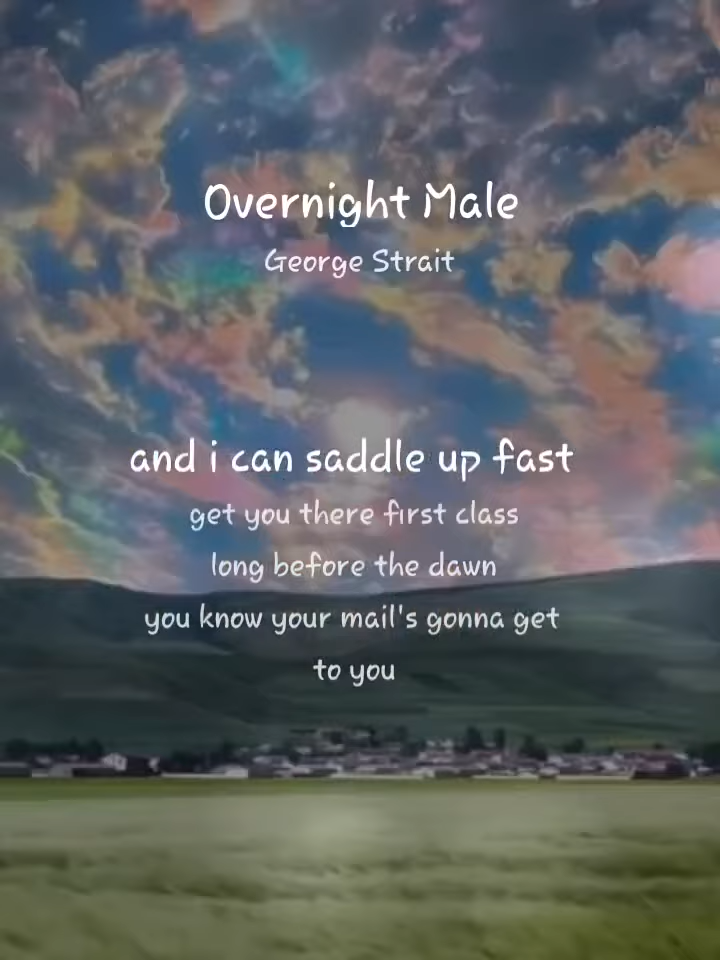 Overnight Male
George Strait
and i can saddle up fast
get you there first class
long before the dawn
you know your mail's gonna get
to you